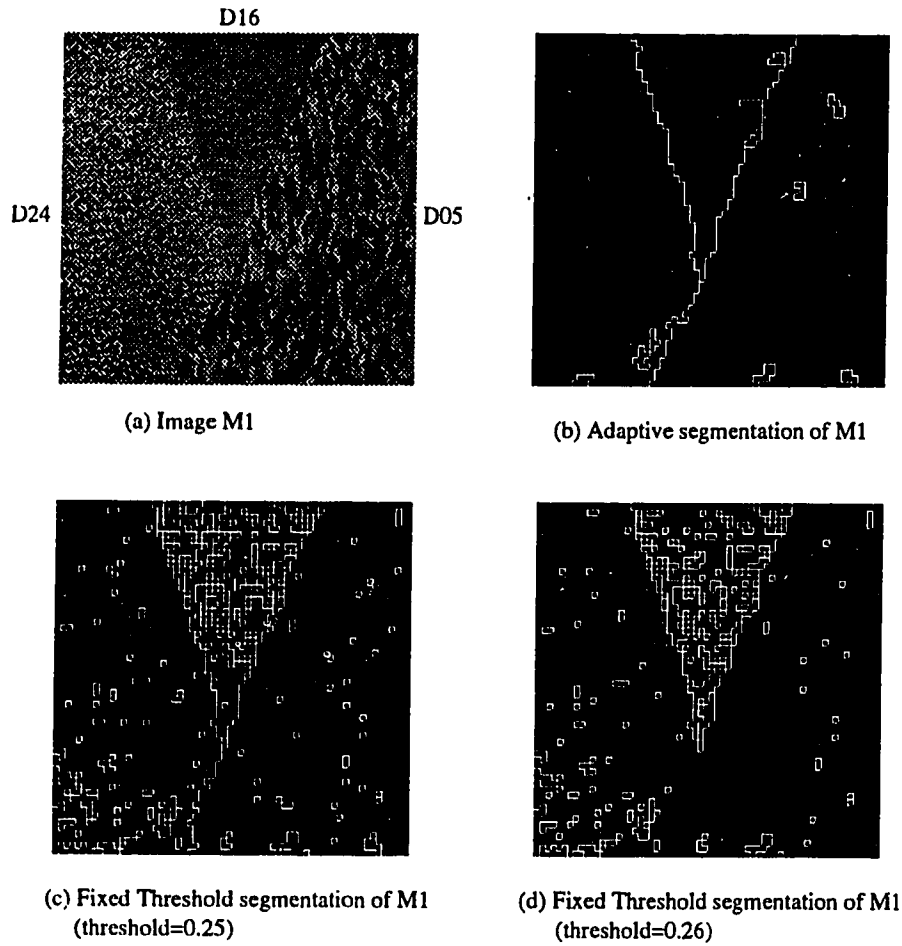 D16
D24
D05
(a) Image M1
(b) Adaptive segmentation of M1
(c) Fixed Threshold segmentation of M1
(threshold=0.25)
(d) Fixed Threshold segmentation of M1
(threshold=0.26)